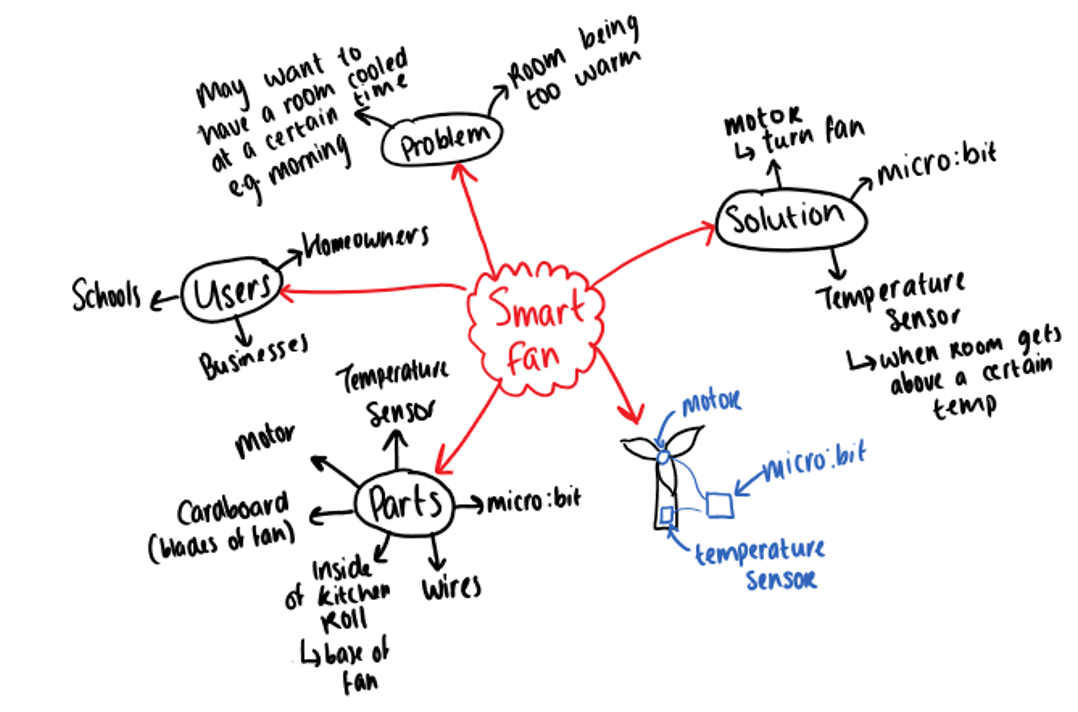 Smart
fan
Problem
May want to
have a room cooled
at a certain time
e.g. morning
Room being
too warm
Solution
motor
↳ turn fan
micro:bit
Temperature
sensor
↳ when room gets
above a certain
temp
Users
Homeowners
Schools
Businesses
Parts
Temperature
sensor
motor
Cardboard
(blades of fan)
Inside
of kitchen
roll
↳ base of
fan
wires
micro:bit
motor
micro:bit
temperature
sensor